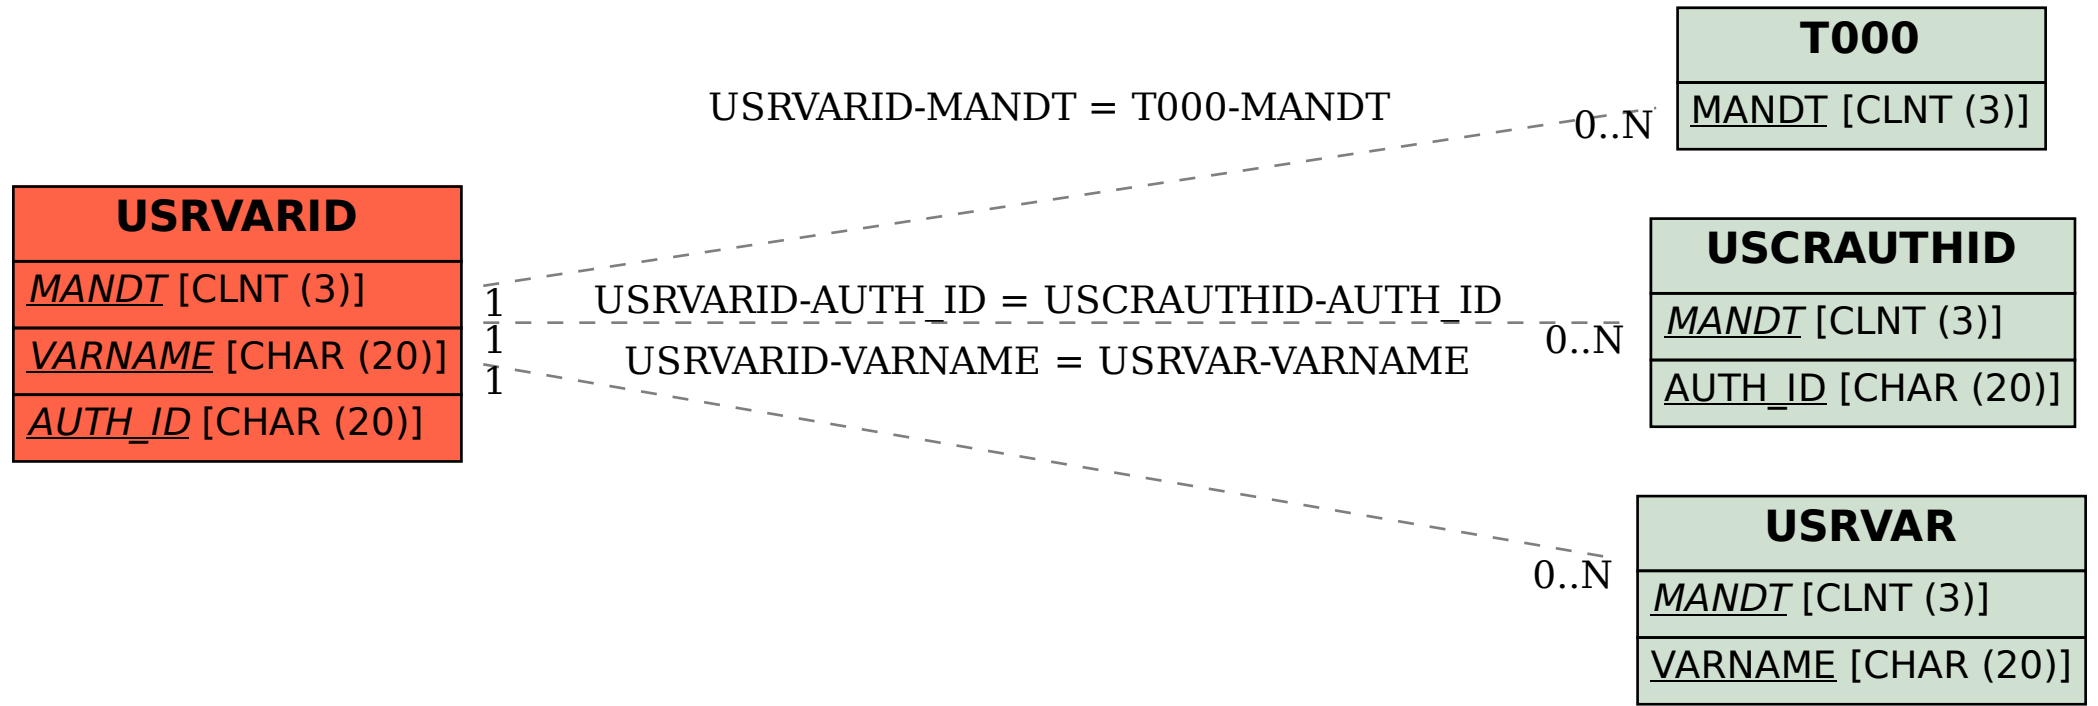 T000
MANDT [CLNT (3)]
USRVARID-MANDT = T000-MANDT
0..N
USRVARID
MANDT [CLNT (3)]
VARNAME [CHAR (20)]
AUTH_ID [CHAR (20)]
1
USRVARID-AUTH_ID = USCRAUTHID-AUTH_ID
1
0..N
USRVARID-VARNAME = USRVAR-VARNAME
1
0..N
USCRAUTHID
MANDT [CLNT (3)]
AUTH_ID [CHAR (20)]
USRVAR
MANDT [CLNT (3)]
VARNAME [CHAR (20)]